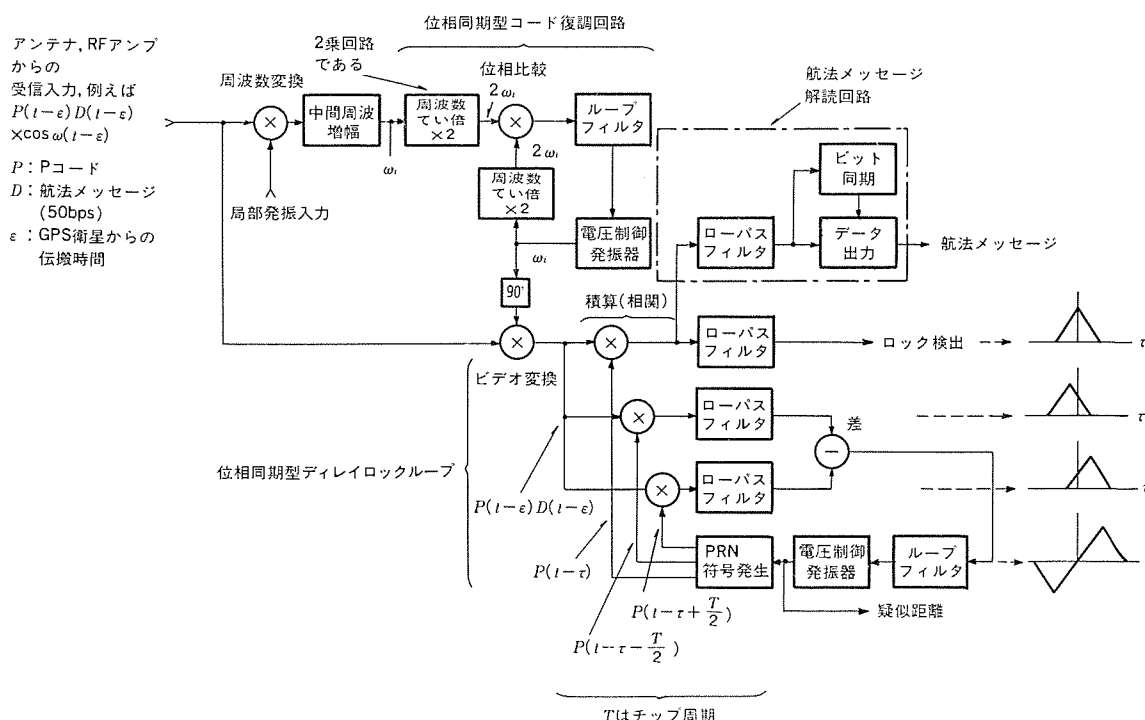 位相同期型コード復調回路
アンテナ, RFアンプ
からの
受信入力, 例えば
P(t−ε)D(t−ε)
×cos ω(t−ε)
P：Pコード
D：航法メッセージ
(50bps)
ε：GPS衛星からの
伝搬時間
周波数変換
局部発振入力
中間周波
増幅
ωi
2乗回路
である
周波数
てい倍
×2
2ωi
位相比較
ループ
フィルタ
2ωi
周波数
てい倍
×2
ωi
電圧制御
発振器
90°
航法メッセージ
解読回路
ビット
同期
ローパス
フィルタ
データ
出力
航法メッセージ
積算(相関)
ビデオ変換
ローパス
フィルタ
ロック検出
τ
ローパス
フィルタ
差
τ
ローパス
フィルタ
τ
位相同期型ディレイロックループ
P(t−ε)D(t−ε)
P(t−τ)
PRN
符号発生
電圧制御
発振器
ループ
フィルタ
疑似距離
P(t−τ+T/2)
P(t−τ−T/2)
Tはチップ周期